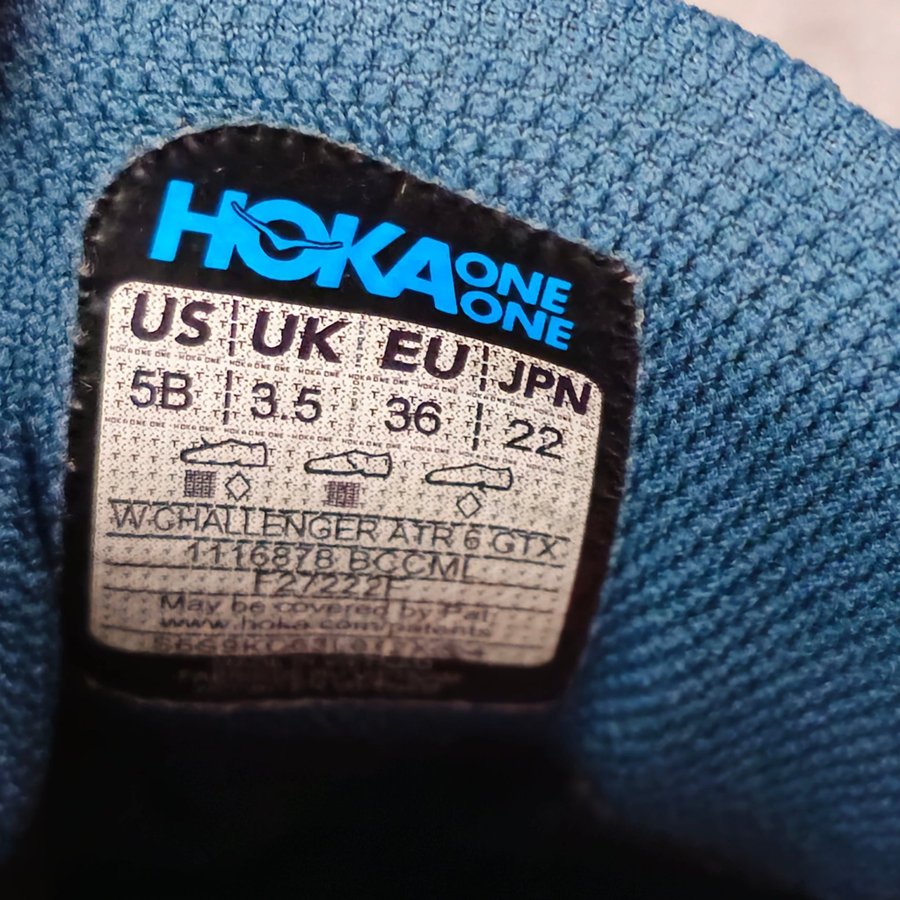 HOKA ONE ONE
US UK EU JPN
5B 3.5 36 22
W CHALLENGER ATR 6 GTX
1116878 BCCML
F27222F
May be covered by Pat.
www.hoka.com/patents